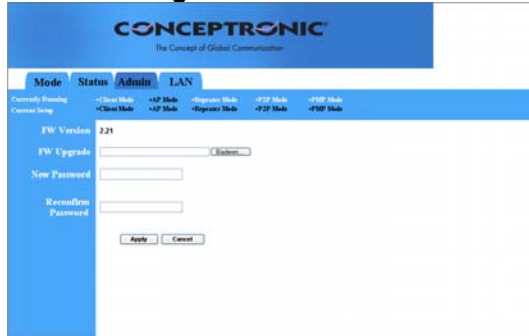 CONCEPTRONIC
The Concept of Global Communication
Mode Status Admin LAN
Currently Running •Client Mode •AP Mode •Repeater Mode •P2P Mode •PMP Mode
Current Setup •Client Mode •AP Mode •Repeater Mode •P2P Mode •PMP Mode
FW Version 2.21
FW Upgrade Bladeren...
New Password
Reconfirm
Password
Apply Cancel